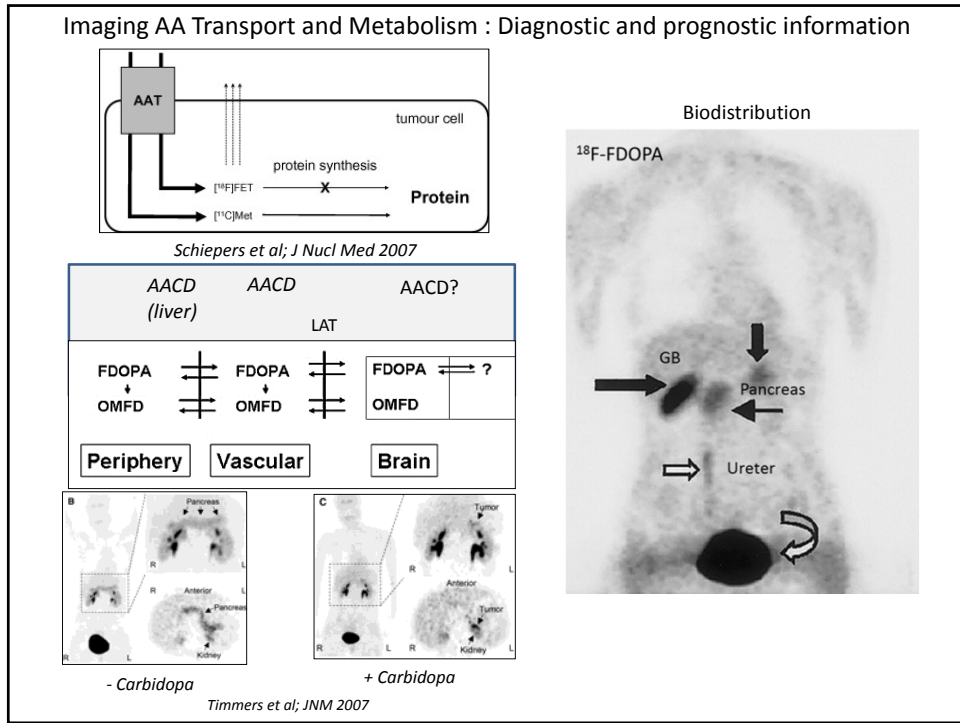 Imaging AA Transport and Metabolism : Diagnostic and prognostic information
AAT
tumour cell
protein synthesis
[18F]FET
X
Protein
[11C]Met
Schiepers et al; J Nucl Med 2007
AACD
(liver)
AACD
AACD?
LAT
FDOPA
FDOPA
FDOPA
?
OMFD
OMFD
OMFD
Periphery
Vascular
Brain
B
Pancreas
R
L
R
Anterior
L
Pancreas
Kidney
R
L
- Carbidopa
C
Tumor
R
L
Anterior
R
L
Tumor
Kidney
R
L
+ Carbidopa
Timmers et al; JNM 2007
Biodistribution
18F-FDOPA
GB
Pancreas
Ureter